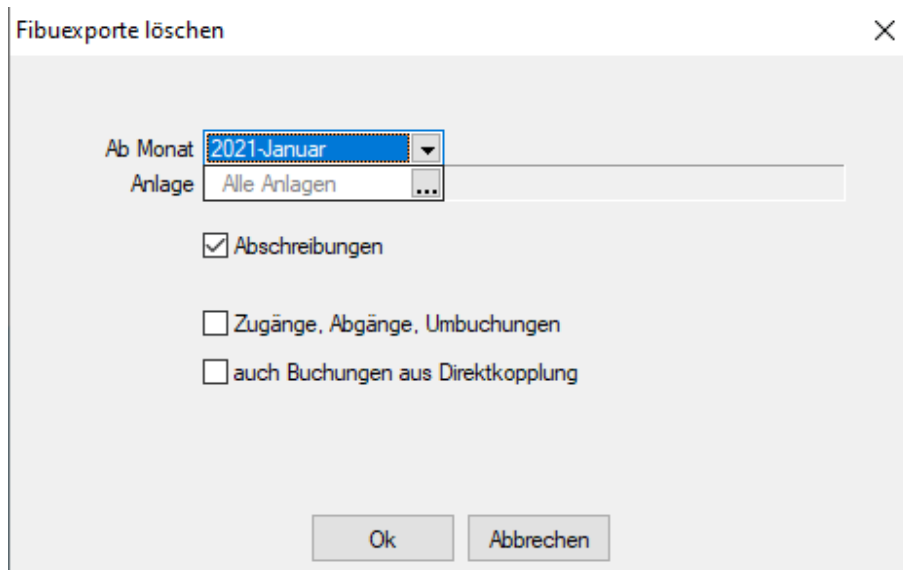 Fibuexporte löschen
Ab Monat 2021-Januar
Anlage Alle Anlagen ...
Abschreibungen
Zugänge, Abgänge, Umbuchungen
auch Buchungen aus Direktkopplung
Ok Abbrechen